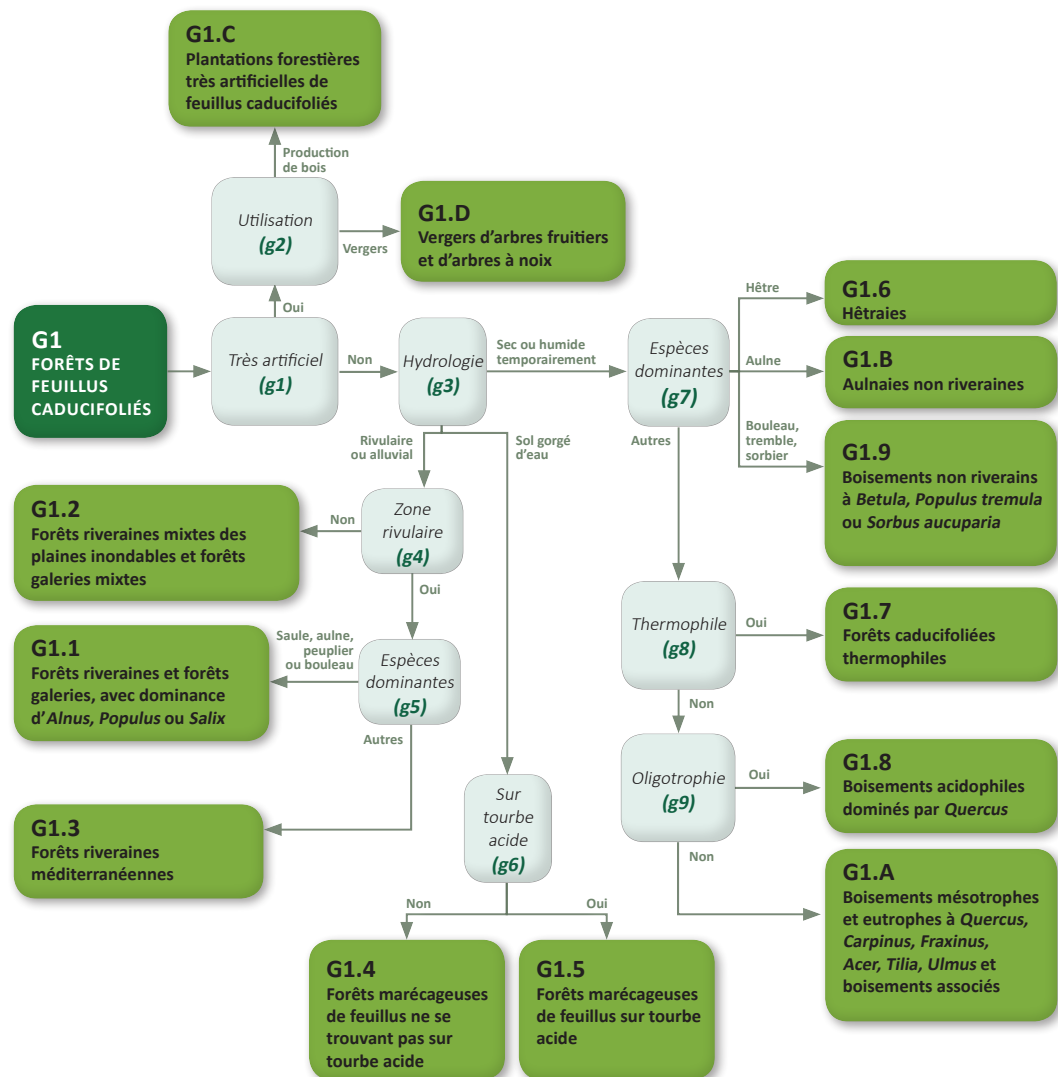 G1.C
Plantations forestières
très artificielles de
feuillus caducifoliés
Production
de bois
Utilisation
(g2)
Vergers
G1.D
Vergers d’arbres fruitiers
et d’arbres à noix
Oui
G1
FORÊTS DE
FEUILLUS
CADUCIFOLIÉS
Très artificiel
(g1)
Non
Hydrologie
(g3)
Sec ou humide
temporairement
Espèces
dominantes
(g7)
Hêtre
G1.6
Hêtraies
Aulne
G1.B
Aulnaies non riveraines
Bouleau,
tremble,
sorbier
G1.9
Boisements non riverains
à Betula, Populus tremula
ou Sorbus aucuparia
Autres
Rivulaire
ou alluvial
Sol gorgé
d’eau
Zone
rivulaire
(g4)
Non
G1.2
Forêts riveraines mixtes des
plaines inondables et forêts
galeries mixtes
Oui
Espèces
dominantes
(g5)
Saule, aulne,
peuplier
ou bouleau
G1.1
Forêts riveraines et forêts
galeries, avec dominance
d’Alnus, Populus ou Salix
Autres
G1.3
Forêts riveraines
méditerranéennes
Thermophile
(g8)
Oui
G1.7
Forêts caducifoliées
thermophiles
Non
Oligotrophie
(g9)
Oui
G1.8
Boisements acidophiles
dominés par Quercus
Non
G1.A
Boisements mésotrophes
et eutrophes à Quercus,
Carpinus, Fraxinus,
Acer, Tilia, Ulmus et
boisements associés
Sur
tourbe
acide
(g6)
Non
Oui
G1.4
Forêts marécageuses
de feuillus ne se
trouvant pas sur
tourbe acide
G1.5
Forêts marécageuses
de feuillus sur tourbe
acide